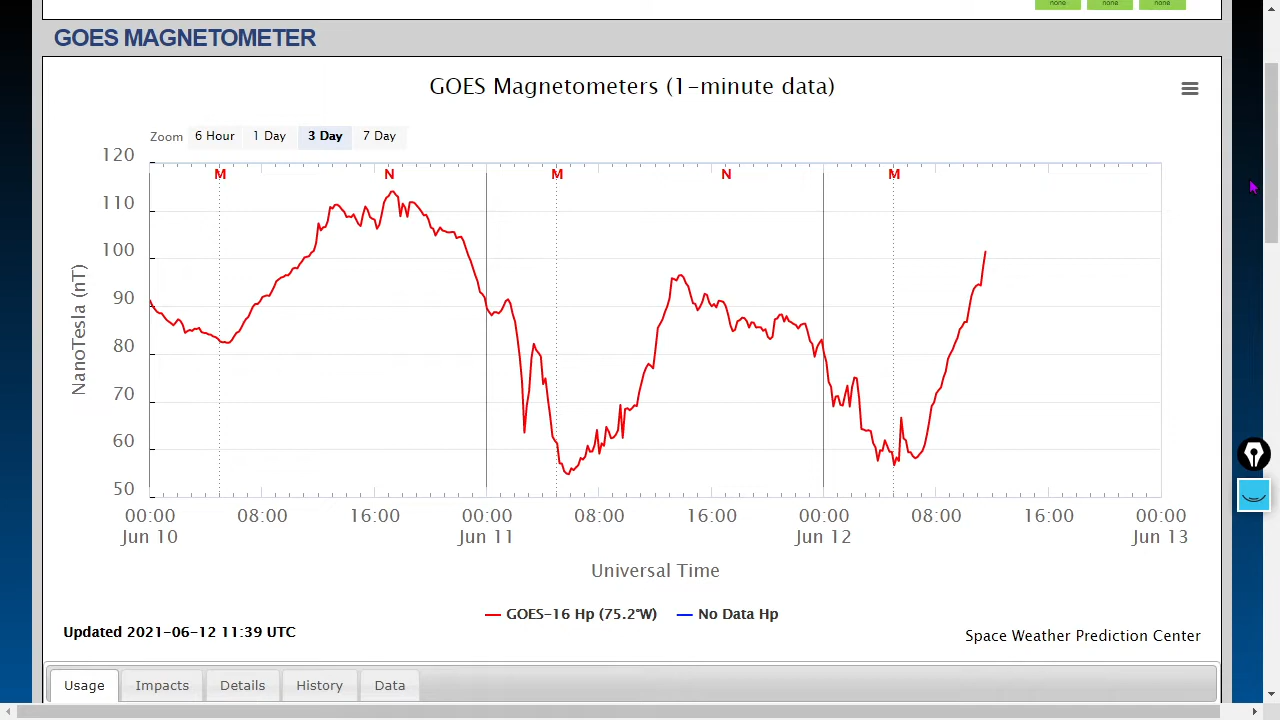 none none none
GOES MAGNETOMETER
GOES Magnetometers (1-minute data)
Zoom 6 Hour 1 Day 3 Day 7 Day
120
M N M N M
110
100
90
80
70
60
50
NanoTesla (nT)
00:00 08:00 16:00 00:00 08:00 16:00 00:00 08:00 16:00 00:00
Jun 10 Jun 11 Jun 12 Jun 13
Universal Time
GOES-16 Hp (75.2°W) No Data Hp
Updated 2021-06-12 11:39 UTC
Space Weather Prediction Center
Usage Impacts Details History Data